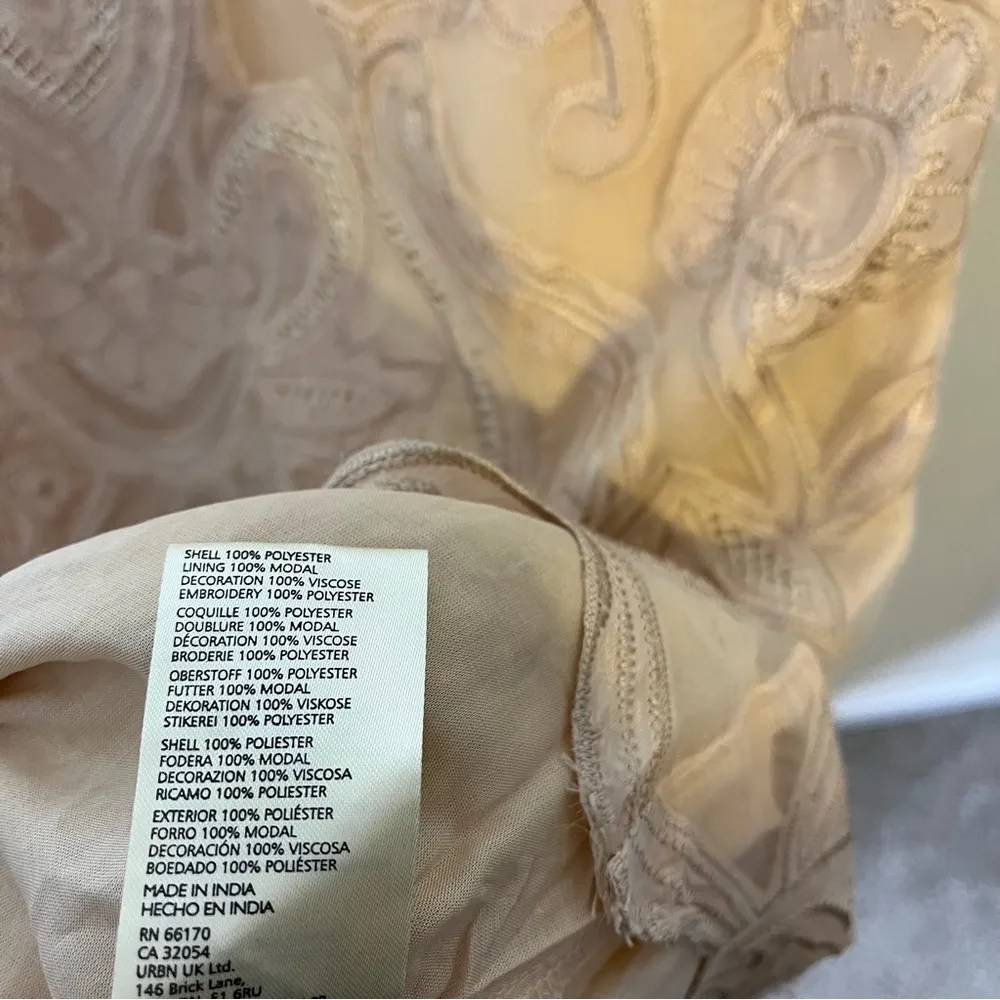 SHELL 100% POLYESTER
LINING 100% MODAL
DECORATION 100% VISCOSE
EMBROIDERY 100% POLYESTER
COQUILLE 100% POLYESTER
DOUBLURE 100% MODAL
DÉCORATION 100% VISCOSE
BRODERIE 100% POLYESTER
OBERSTOFF 100% POLYESTER
FUTTER 100% MODAL
DEKORATION 100% VISKOSE
STIKEREI 100% POLYESTER
SHELL 100% POLIESTER
FODERA 100% MODAL
DECORAZION 100% VISCOSA
RICAMO 100% POLIESTER
EXTERIOR 100% POLIÉSTER
FORRO 100% MODAL
DECORACIÓN 100% VISCOSA
BOEDADO 100% POLIÉSTER
MADE IN INDIA
HECHO EN INDIA
RN 66170
CA 32054
URBN UK Ltd.
146 Brick Lane,
E1 6RU